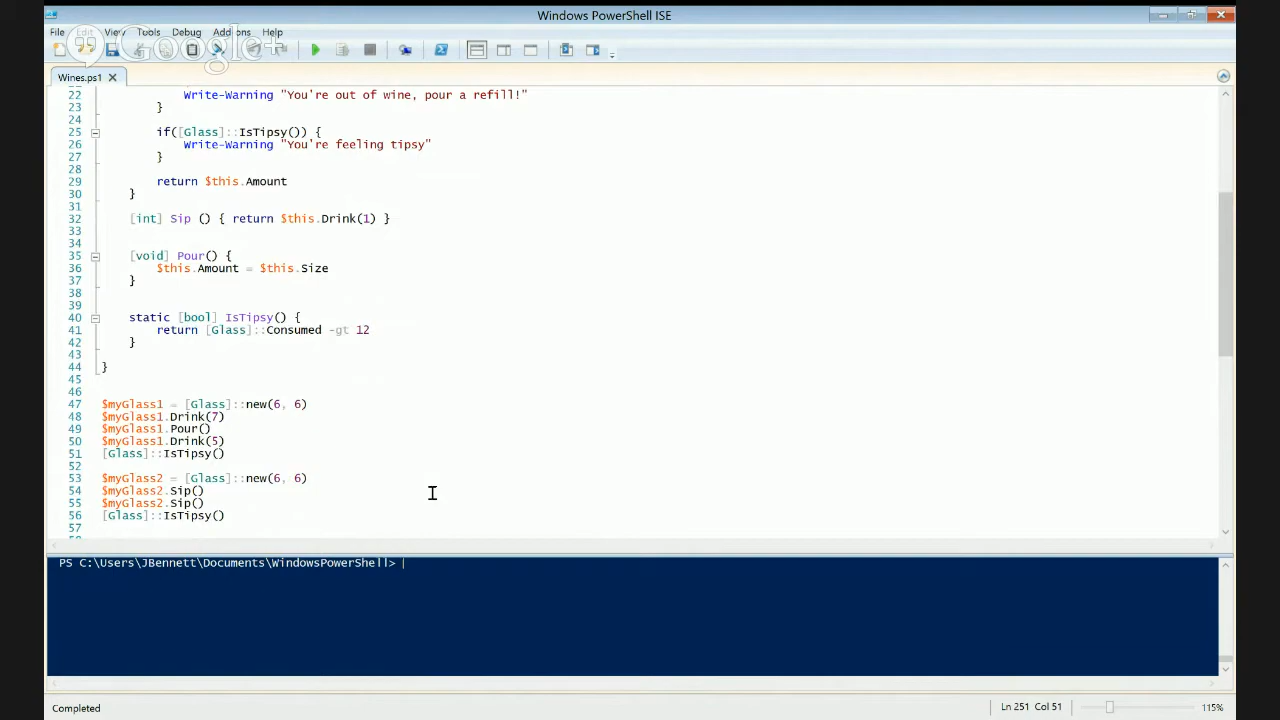 Windows PowerShell ISE
File Edit View Tools Debug Add-ons Help
Google+
Wines.ps1
22 Write-Warning "You're out of wine, pour a refill!"
23 }
24
25 if([Glass]::IsTipsy()) {
26 Write-Warning "You're feeling tipsy"
27 }
28
29 return $this.Amount
30 }
31
32 [int] Sip () { return $this.Drink(1) }
33
34
35 [void] Pour() {
36 $this.Amount = $this.Size
37 }
38
39
40 static [bool] IsTipsy() {
41 return [Glass]::Consumed -gt 12
42 }
43
44 }
45
46
47 $myGlass1 = [Glass]::new(6, 6)
48 $myGlass1.Drink(7)
49 $myGlass1.Pour()
50 $myGlass1.Drink(5)
51 [Glass]::IsTipsy()
52
53 $myGlass2 = [Glass]::new(6, 6)
54 $myGlass2.Sip()
55 $myGlass2.Sip()
56 [Glass]::IsTipsy()
57
PS C:\Users\JBennett\Documents\WindowsPowerShell>
Completed Ln 251 Col 51 115%